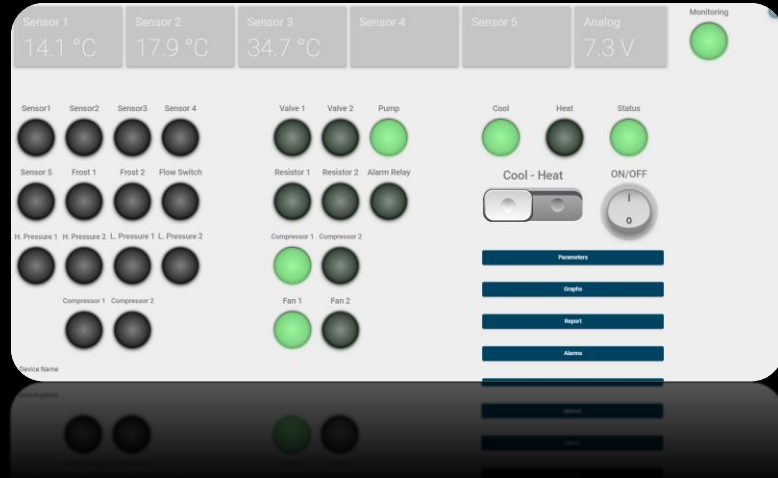 Sensor 1 Sensor 2 Sensor 3 Sensor 4 Sensor 5 Analog Monitoring
14.1 °C 17.9 °C 34.7 °C 7.3 V
Sensor1 Sensor2 Sensor3 Sensor 4 Valve 1 Valve 2 Pump Cool Heat Status
Sensor 5 Frost 1 Frost 2 Flow Switch Resistor 1 Resistor 2 Alarm Relay Cool - Heat ON/OFF
I
0
H. Pressure 1 H. Pressure 2 L. Pressure 1 L. Pressure 2 Compressor 1 Compressor 2
Parameters
Graphs
Compressor 1 Compressor 2 Fan 1 Fan 2
Report
Alarms
Device Name